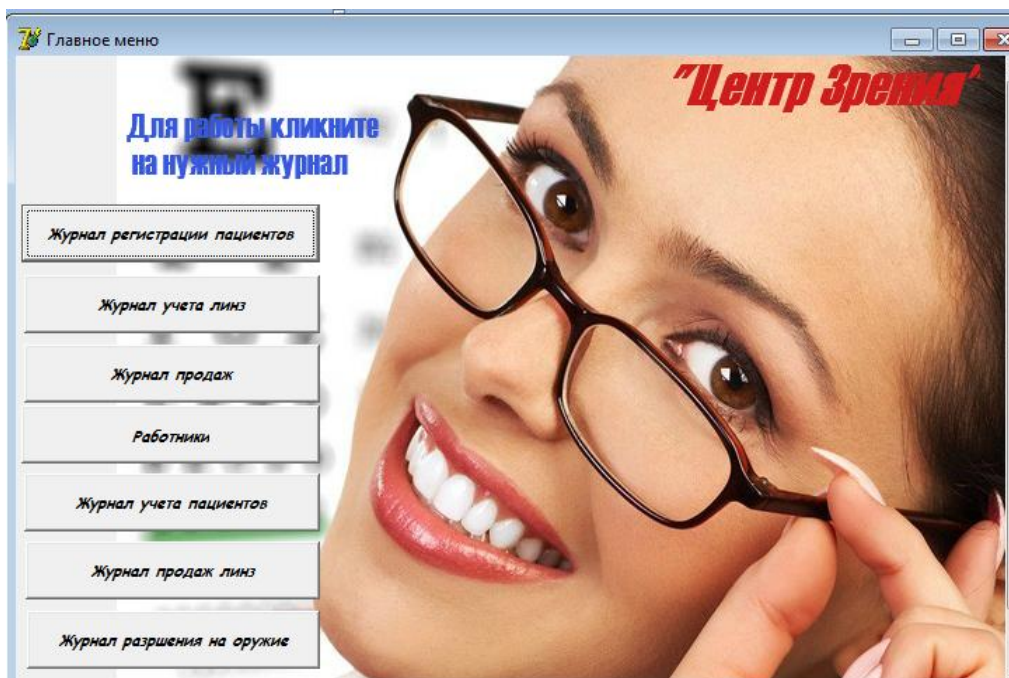 Главное меню
"Центр Зрения"
Для работы кликните
на нужный журнал
Журнал регистрации пациентов
Журнал учета линз
Журнал продаж
Работники
Журнал учета пациентов
Журнал продаж линз
Журнал разршения на оружие
E